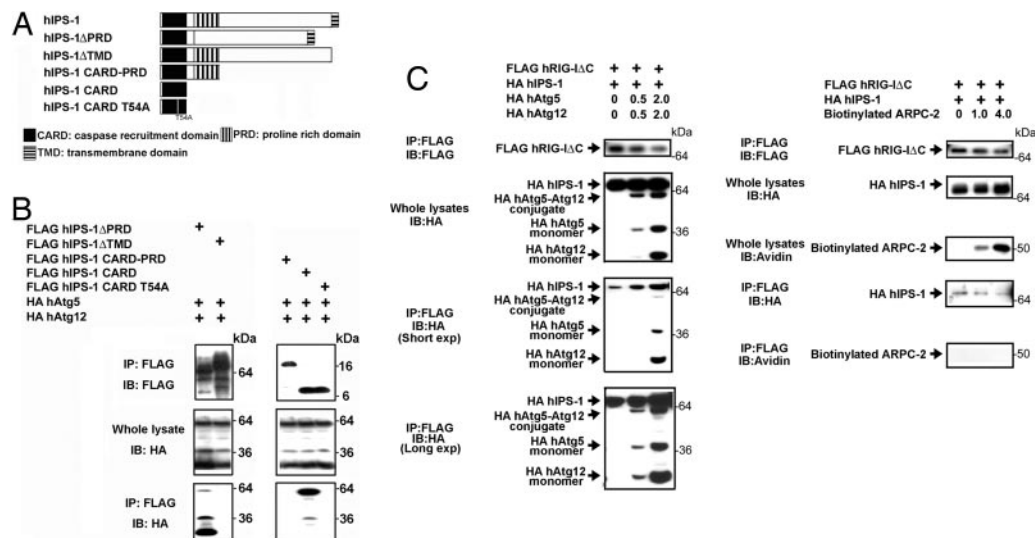 A
hIPS-1
hIPS-1ΔPRD
hIPS-1ΔTMD
hIPS-1 CARD-PRD
hIPS-1 CARD
hIPS-1 CARD T54A
T54A
CARD: caspase recruitment domain
PRD: proline rich domain
TMD: transmembrane domain
B
FLAG hIPS-1ΔPRD +
FLAG hIPS-1ΔTMD +
FLAG hIPS-1 CARD-PRD +
FLAG hIPS-1 CARD +
FLAG hIPS-1 CARD T54A +
HA hAtg5 + + + + +
HA hAtg12 + + + + +
kDa kDa
IP: FLAG
IB: FLAG
64
16
6
Whole lysate
IB: HA
64
36
64
36
IP: FLAG
IB: HA
64
36
64
36
C
FLAG hRIG-IΔC + + +
HA hIPS-1 + + +
HA hAtg5 0 0.5 2.0
HA hAtg12 0 0.5 2.0
kDa
IP:FLAG
IB:FLAG
FLAG hRIG-IΔC
64
Whole lysates
IB:HA
HA hIPS-1
HA hAtg5-Atg12
conjugate
HA hAtg5
monomer
HA hAtg12
monomer
64
36
IP:FLAG
IB:HA
(Short exp)
HA hIPS-1
HA hAtg5-Atg12
conjugate
HA hAtg5
monomer
HA hAtg12
monomer
64
36
IP:FLAG
IB:HA
(Long exp)
HA hIPS-1
HA hAtg5-Atg12
conjugate
HA hAtg5
monomer
HA hAtg12
monomer
64
36
FLAG hRIG-IΔC + + +
HA hIPS-1 + + +
Biotinylated ARPC-2 0 1.0 4.0
kDa
IP:FLAG
IB:FLAG
FLAG hRIG-IΔC
64
Whole lysates
IB:HA
HA hIPS-1
64
Whole lysates
IB:Avidin
Biotinylated ARPC-2
50
IP:FLAG
IB:HA
HA hIPS-1
64
IP:FLAG
IB:Avidin
Biotinylated ARPC-2
50